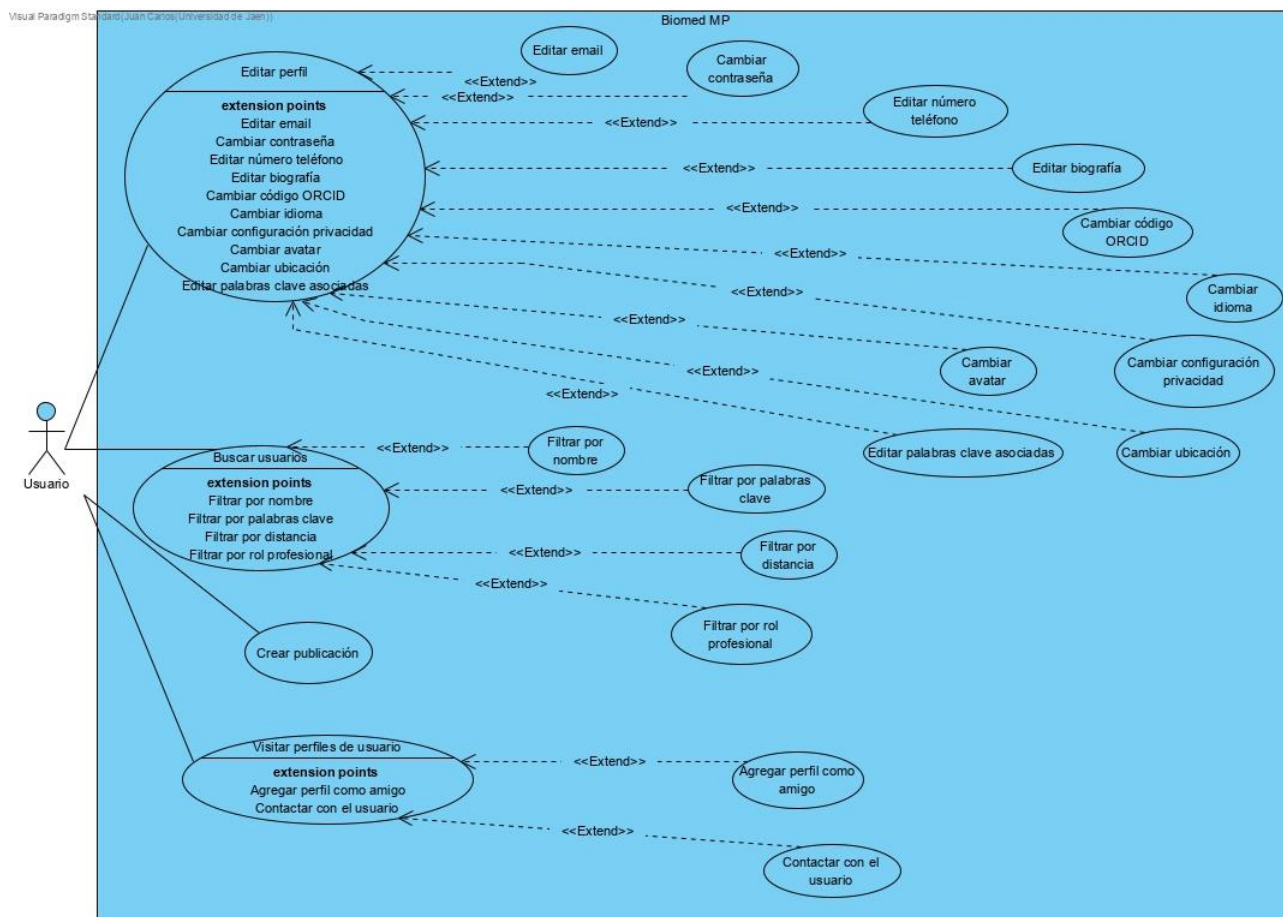 Visual Paradigm Standard(Juan Carlos(Universidad de Jaen))
Biomed MP
Editar perfil
extension points
Editar email
Cambiar contraseña
Editar número teléfono
Editar biografía
Cambiar código ORCID
Cambiar idioma
Cambiar configuración privacidad
Cambiar avatar
Cambiar ubicación
Editar palabras clave asociadas
<<Extend>>
Editar email
<<Extend>>
Cambiar
contraseña
<<Extend>>
Editar número
teléfono
<<Extend>>
Editar biografía
<<Extend>>
Cambiar código
ORCID
<<Extend>>
Cambiar
idioma
<<Extend>>
Cambiar configuración
privacidad
<<Extend>>
Cambiar
avatar
<<Extend>>
Cambiar ubicación
<<Extend>>
Editar palabras clave asociadas
Usuario
Buscar usuarios
extension points
Filtrar por nombre
Filtrar por palabras clave
Filtrar por distancia
Filtrar por rol profesional
<<Extend>>
Filtrar por
nombre
<<Extend>>
Filtrar por palabras
clave
<<Extend>>
Filtrar por
distancia
<<Extend>>
Filtrar por rol
profesional
Crear publicación
Visitar perfiles de usuario
extension points
Agregar perfil como amigo
Contactar con el usuario
<<Extend>>
Agregar perfil como
amigo
<<Extend>>
Contactar con el
usuario